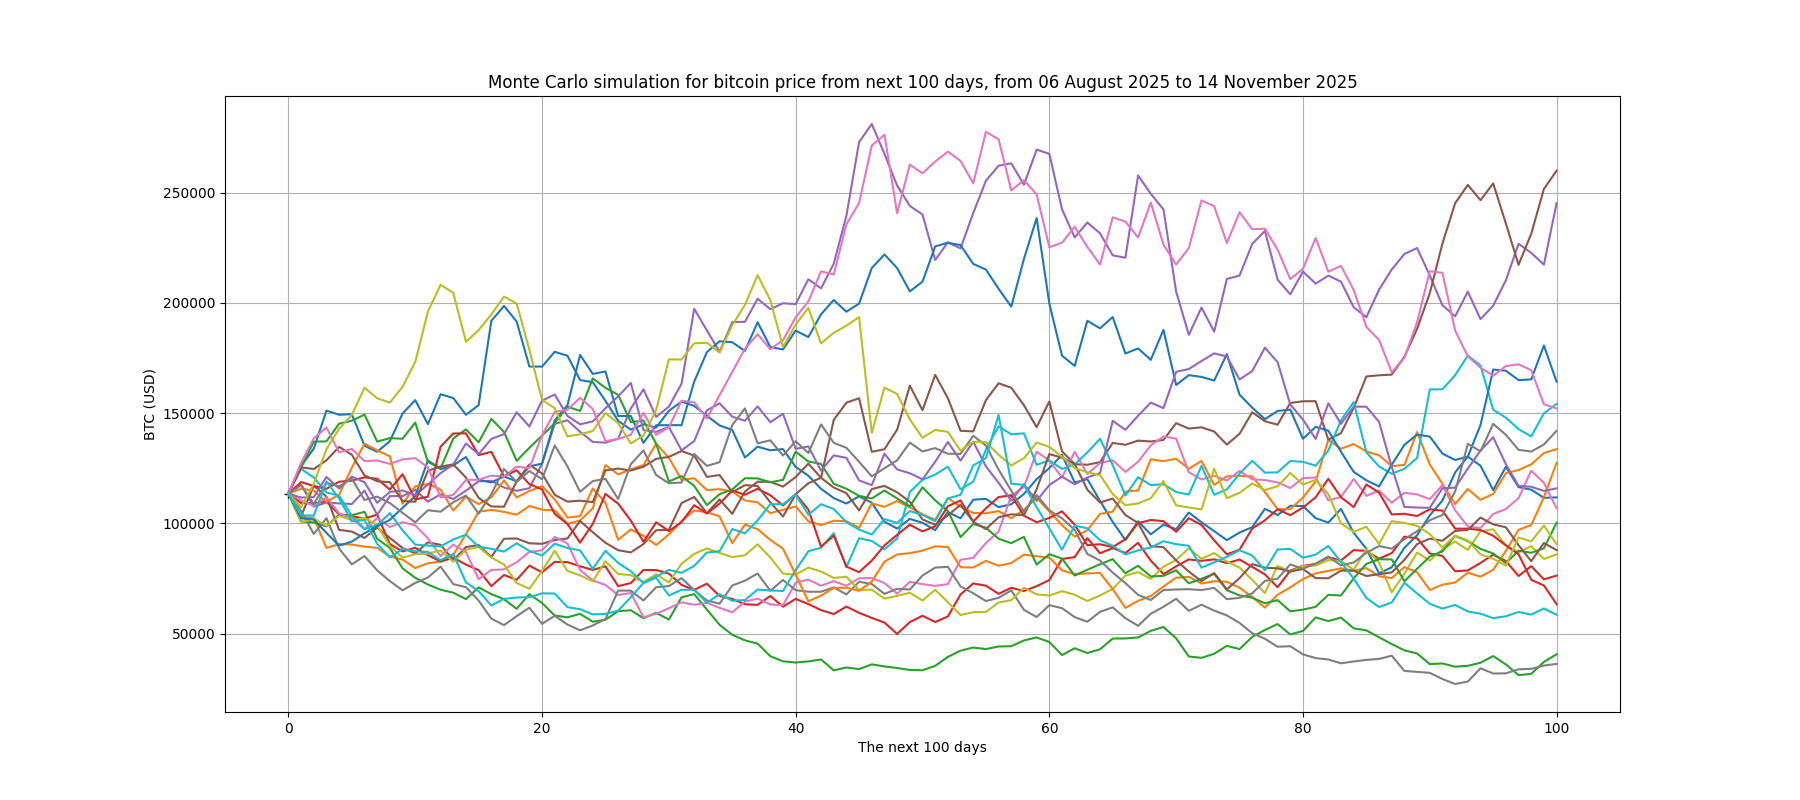 Monte Carlo simulation for bitcoin price from next 100 days, from 06 August 2025 to 14 November 2025
250000
200000
150000
100000
50000
BTC (USD)
0 20 40 60 80 100
The next 100 days